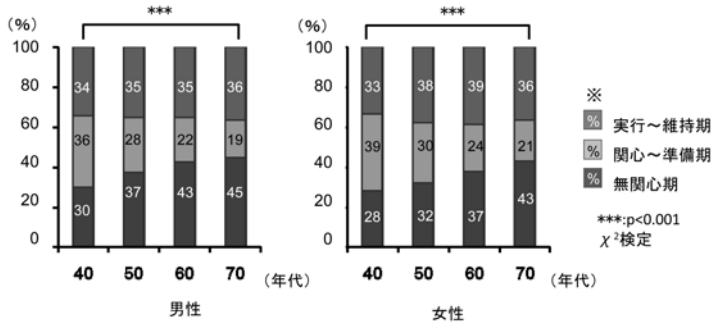 (%) *** (%) ***
100 100
80 34 35 35 36 80 33 38 39 36
60 36 28 22 19 60 39 30 24 21
40 40
20 30 37 43 45 20 28 32 37 43
0 0
40 50 60 70 (年代) 40 50 60 70 (年代)
男性 女性
※
% 実行～維持期
% 関心～準備期
% 無関心期
***:p<0.001
χ²検定